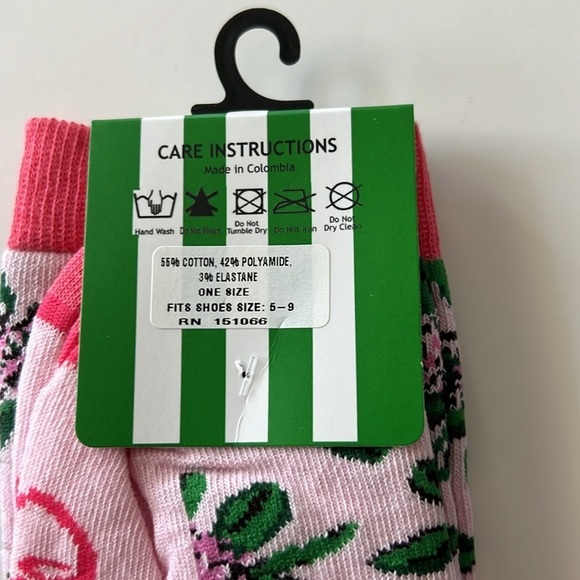 CARE INSTRUCTIONS
Made in Colombia
Hand Wash Do Not Bleach Do Not Tumble Dry Do Not Iron Do Not Dry Clean
55% COTTON, 42% POLYAMIDE,
3% ELASTANE
ONE SIZE
FITS SHOES SIZE: 5-9
RN 151066